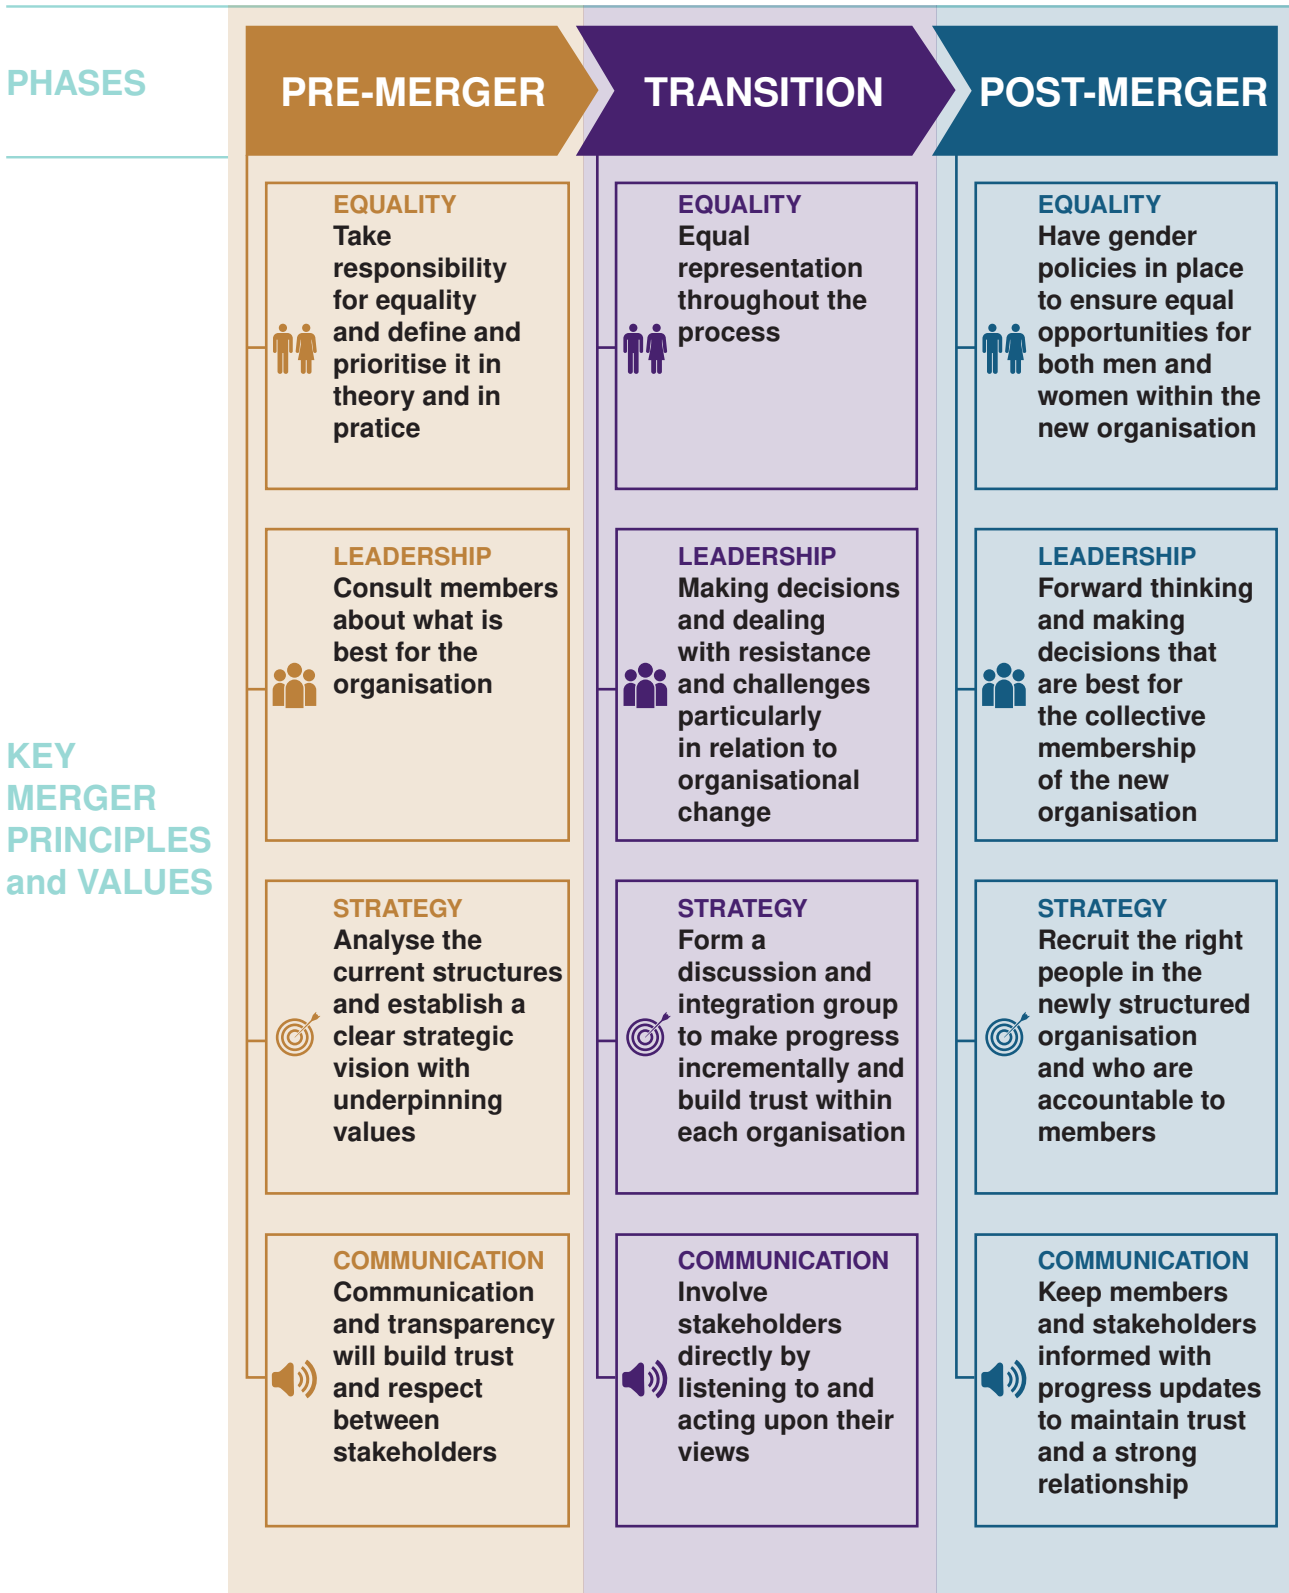 PHASES
PRE-MERGER
TRANSITION
POST-MERGER
KEY
MERGER
PRINCIPLES
and VALUES
EQUALITY
Take
responsibility
for equality
and define and
prioritise it in
theory and in
pratice
LEADERSHIP
Consult members
about what is
best for the
organisation
STRATEGY
Analyse the
current structures
and establish a
clear strategic
vision with
underpinning
values
COMMUNICATION
Communication
and transparency
will build trust
and respect
between
stakeholders
EQUALITY
Equal
representation
throughout the
process
LEADERSHIP
Making decisions
and dealing
with resistance
and challenges
particularly
in relation to
organisational
change
STRATEGY
Form a
discussion and
integration group
to make progress
incrementally and
build trust within
each organisation
COMMUNICATION
Involve
stakeholders
directly by
listening to and
acting upon their
views
EQUALITY
Have gender
policies in place
to ensure equal
opportunities for
both men and
women within the
new organisation
LEADERSHIP
Forward thinking
and making
decisions that
are best for
the collective
membership
of the new
organisation
STRATEGY
Recruit the right
people in the
newly structured
organisation
and who are
accountable to
members
COMMUNICATION
Keep members
and stakeholders
informed with
progress updates
to maintain trust
and a strong
relationship